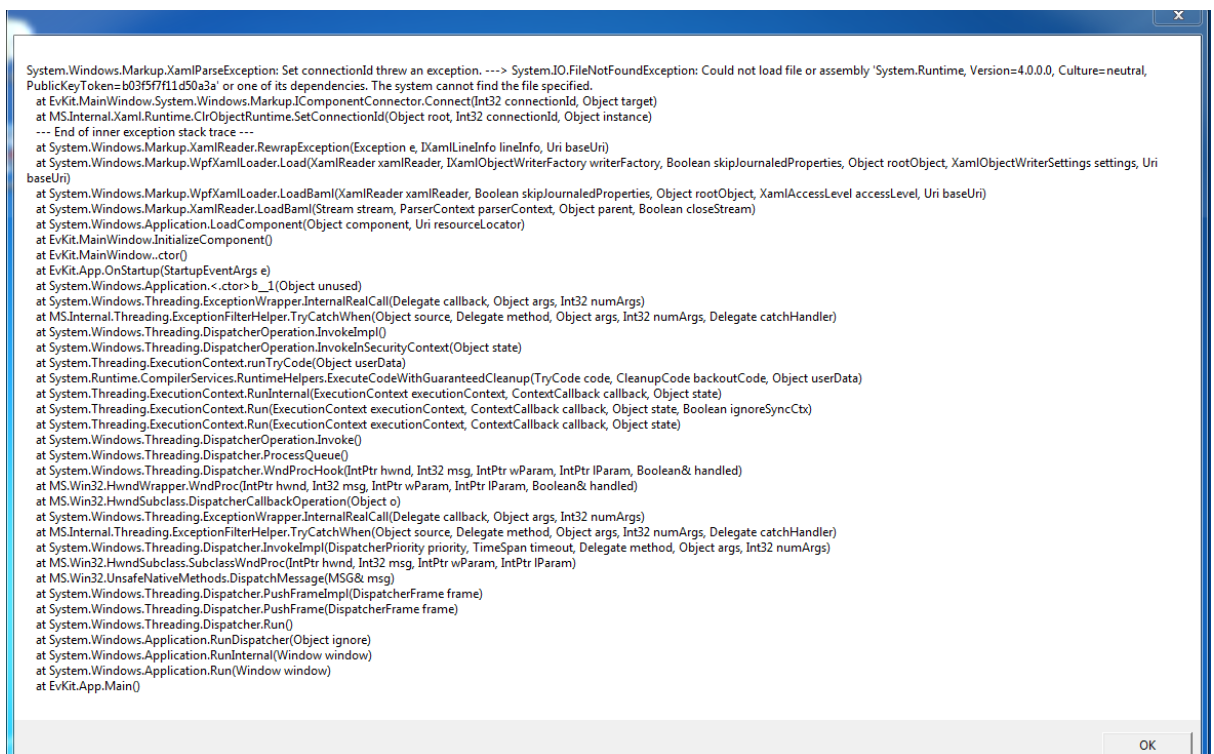 x
System.Windows.Markup.XamlParseException: Set connectionId threw an exception. ---> System.IO.FileNotFoundException: Could not load file or assembly 'System.Runtime, Version=4.0.0.0, Culture=neutral,
PublicKeyToken=b03f5f7f11d50a3a' or one of its dependencies. The system cannot find the file specified.
at EvKit.MainWindow.System.Windows.Markup.IComponentConnector.Connect(Int32 connectionId, Object target)
at MS.Internal.Xaml.Runtime.ClrObjectRuntime.SetConnectionId(Object root, Int32 connectionId, Object instance)
--- End of inner exception stack trace ---
at System.Windows.Markup.XamlReader.RewrapException(Exception e, IXamlLineInfo lineInfo, Uri baseUri)
at System.Windows.Markup.WpfXamlLoader.Load(XamlReader xamlReader, IXamlObjectWriterFactory writerFactory, Boolean skipJournaledProperties, Object rootObject, XamlObjectWriterSettings settings, Uri
baseUri)
at System.Windows.Markup.WpfXamlLoader.LoadBaml(XamlReader xamlReader, Boolean skipJournaledProperties, Object rootObject, XamlAccessLevel accessLevel, Uri baseUri)
at System.Windows.Markup.XamlReader.LoadBaml(Stream stream, ParserContext parserContext, Object parent, Boolean closeStream)
at System.Windows.Application.LoadComponent(Object component, Uri resourceLocator)
at EvKit.MainWindow.InitializeComponent()
at EvKit.MainWindow..ctor()
at EvKit.App.OnStartup(StartupEventArgs e)
at System.Windows.Application.<.ctor>b__1(Object unused)
at System.Windows.Threading.ExceptionWrapper.InternalRealCall(Delegate callback, Object args, Int32 numArgs)
at MS.Internal.Threading.ExceptionFilterHelper.TryCatchWhen(Object source, Delegate method, Object args, Int32 numArgs, Delegate catchHandler)
at System.Windows.Threading.DispatcherOperation.InvokeImpl()
at System.Windows.Threading.DispatcherOperation.InvokeInSecurityContext(Object state)
at System.Threading.ExecutionContext.runTryCode(Object userData)
at System.Runtime.CompilerServices.RuntimeHelpers.ExecuteCodeWithGuaranteedCleanup(TryCode code, CleanupCode backoutCode, Object userData)
at System.Threading.ExecutionContext.RunInternal(ExecutionContext executionContext, ContextCallback callback, Object state)
at System.Threading.ExecutionContext.Run(ExecutionContext executionContext, ContextCallback callback, Object state, Boolean ignoreSyncCtx)
at System.Threading.ExecutionContext.Run(ExecutionContext executionContext, ContextCallback callback, Object state)
at System.Windows.Threading.DispatcherOperation.Invoke()
at System.Windows.Threading.Dispatcher.ProcessQueue()
at System.Windows.Threading.Dispatcher.WndProcHook(IntPtr hwnd, Int32 msg, IntPtr wParam, IntPtr lParam, Boolean& handled)
at MS.Win32.HwndWrapper.WndProc(IntPtr hwnd, Int32 msg, IntPtr wParam, IntPtr lParam, Boolean& handled)
at MS.Win32.HwndSubclass.DispatcherCallbackOperation(Object o)
at System.Windows.Threading.ExceptionWrapper.InternalRealCall(Delegate callback, Object args, Int32 numArgs)
at MS.Internal.Threading.ExceptionFilterHelper.TryCatchWhen(Object source, Delegate method, Object args, Int32 numArgs, Delegate catchHandler)
at System.Windows.Threading.Dispatcher.InvokeImpl(DispatcherPriority priority, TimeSpan timeout, Delegate method, Object args, Int32 numArgs)
at MS.Win32.HwndSubclass.SubclassWndProc(IntPtr hwnd, Int32 msg, IntPtr wParam, IntPtr lParam)
at MS.Win32.UnsafeNativeMethods.DispatchMessage(MSG& msg)
at System.Windows.Threading.Dispatcher.PushFrameImpl(DispatcherFrame frame)
at System.Windows.Threading.Dispatcher.PushFrame(DispatcherFrame frame)
at System.Windows.Threading.Dispatcher.Run()
at System.Windows.Application.RunDispatcher(Object ignore)
at System.Windows.Application.RunInternal(Window window)
at System.Windows.Application.Run(Window window)
at EvKit.App.Main()
OK